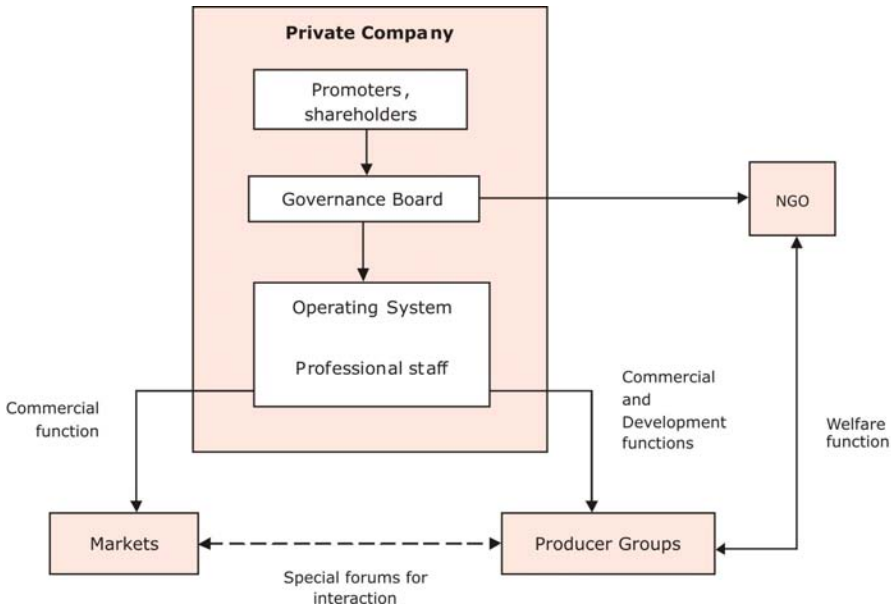 Private Company
Promoters,
shareholders
Governance Board
NGO
Operating System
Professional staff
Commercial
function
Commercial
and
Development
functions
Welfare
function
Markets
Producer Groups
Special forums for
interaction